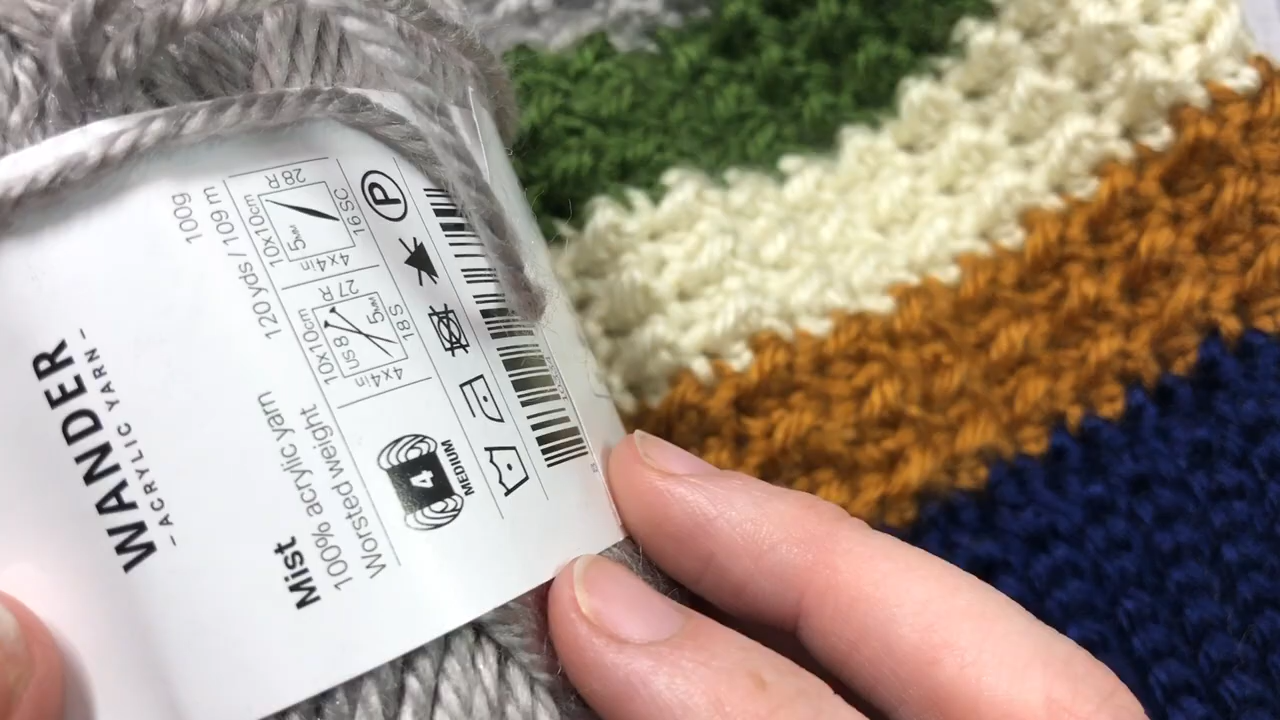 WANDER
- ACRYLIC YARN -
Mist
100% acrylic yarn
Worsted weight
120 yds / 109 m
100g
4
MEDIUM
10x10cm
27 R
US 8
5MM
4x4in
18 S
10x10cm
28 R
5MM
4x4in
16 SC
P